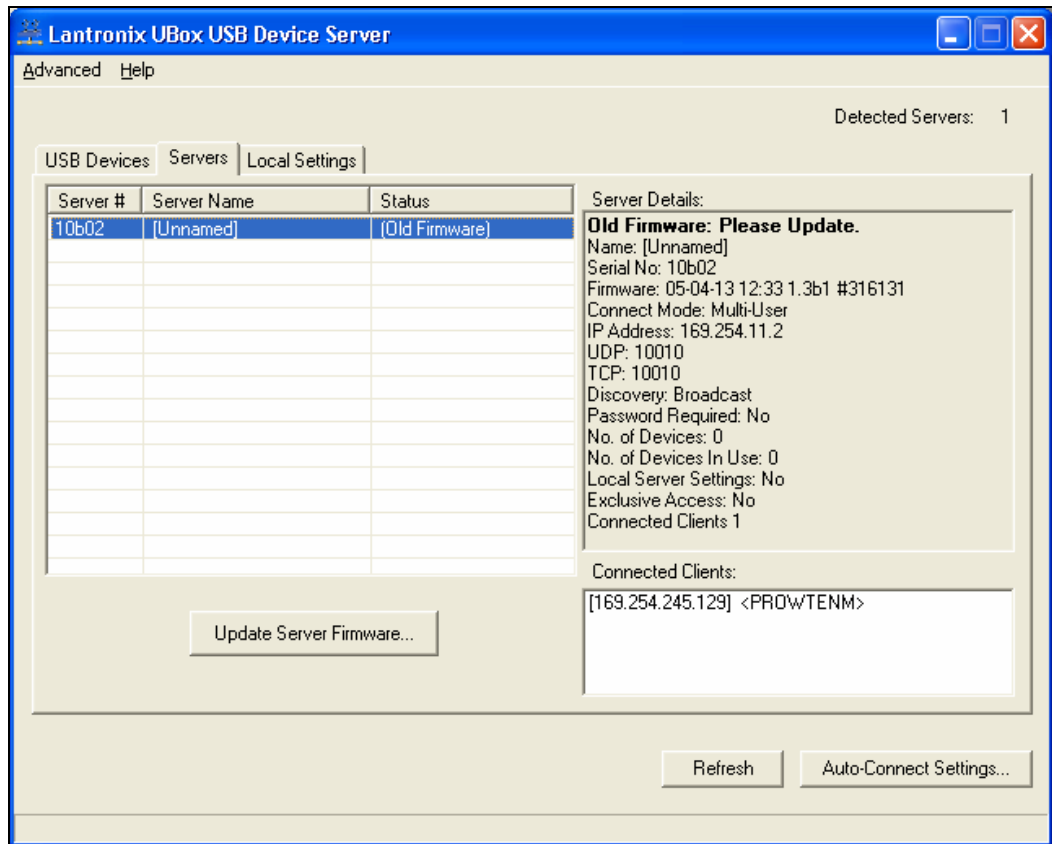 Lantronix UBox USB Device Server
Advanced Help
Detected Servers: 1
USB Devices Servers Local Settings
Server # Server Name Status
10b02 [Unnamed] (Old Firmware)
Server Details:
Old Firmware: Please Update.
Name: [Unnamed]
Serial No: 10b02
Firmware: 05-04-13 12:33 1.3b1 #316131
Connect Mode: Multi-User
IP Address: 169.254.11.2
UDP: 10010
TCP: 10010
Discovery: Broadcast
Password Required: No
No. of Devices: 0
No. of Devices In Use: 0
Local Server Settings: No
Exclusive Access: No
Connected Clients 1
Connected Clients:
[169.254.245.129] <PROWTENM>
Update Server Firmware...
Refresh Auto-Connect Settings...